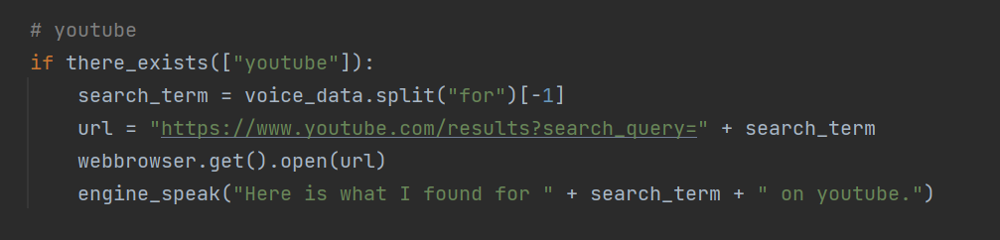 # youtube
if there_exists(["youtube"]):
    search_term = voice_data.split("for")[-1]
    url = "https://www.youtube.com/results?search_query=" + search_term
    webbrowser.get().open(url)
    engine_speak("Here is what I found for " + search_term + " on youtube.")